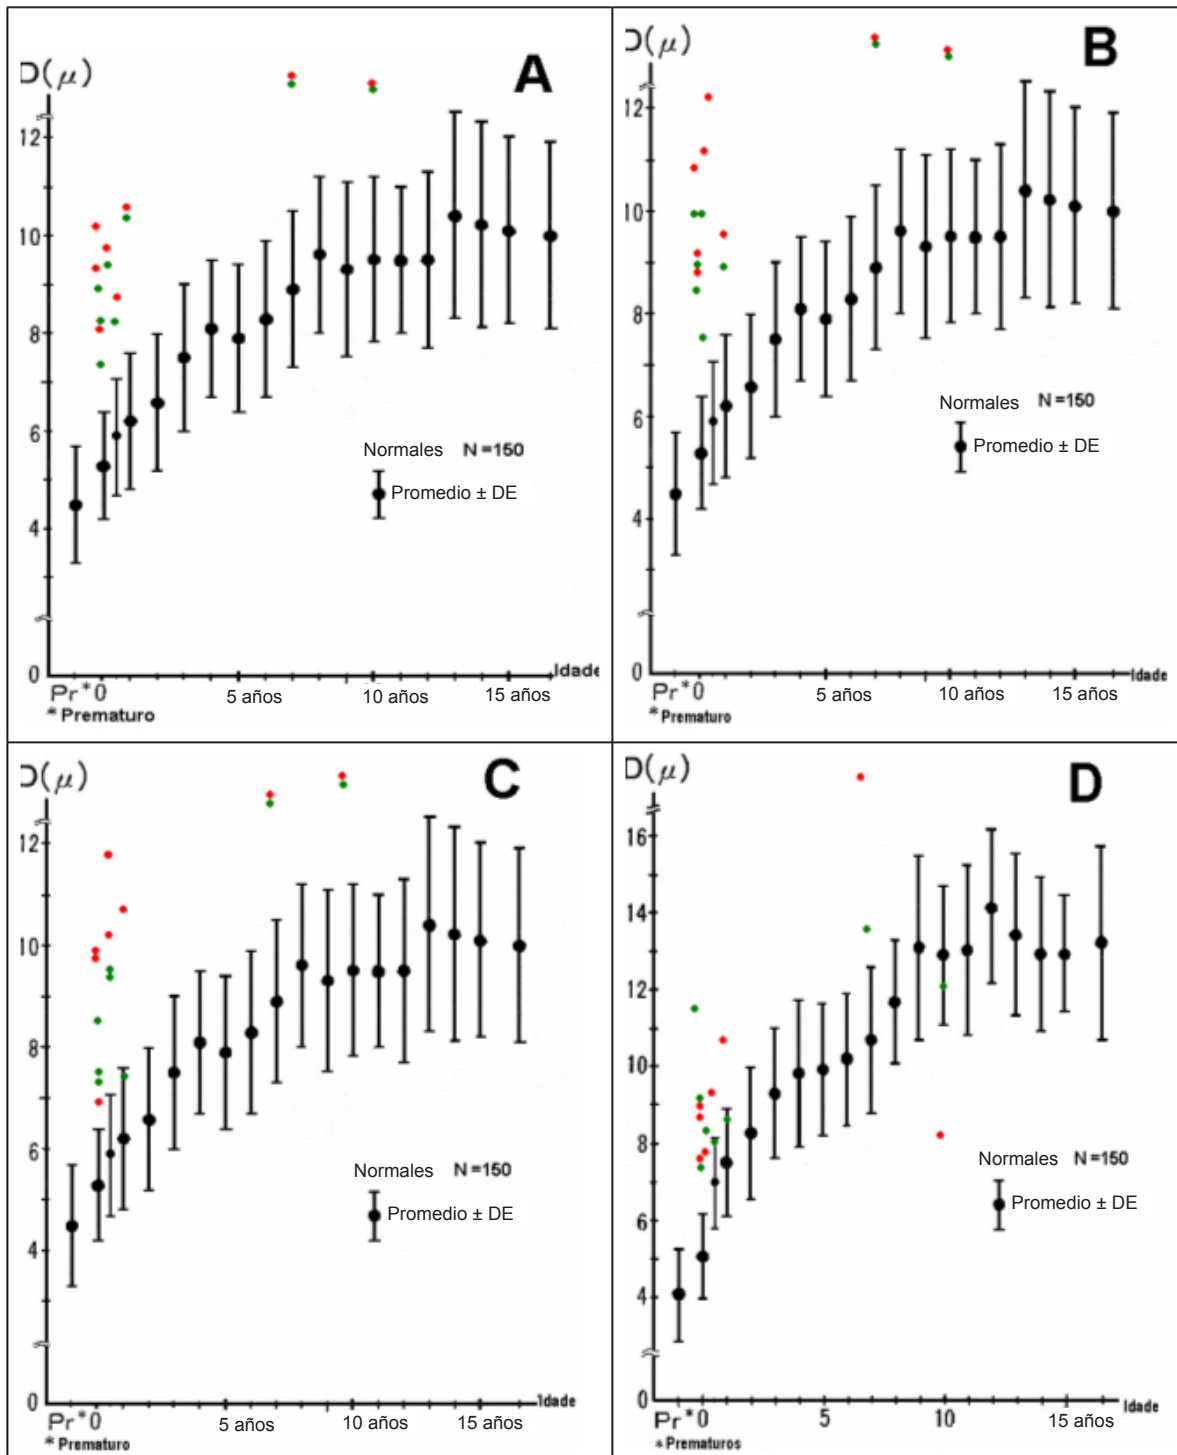 A
D(μ)
12
10
8
6
4
0
Normales N=150
Promedio ± DE
Idade
Pr*0 5 años 10 años 15 años
*Prematuro
B
D(μ)
12
10
8
6
4
0
Normales N=150
Promedio ± DE
Idade
Pr*0 5 años 10 años 15 años
*Prematuro
C
D(μ)
12
10
8
6
4
0
Normales N=150
Promedio ± DE
Idade
Pr*0 5 años 10 años 15 años
*Prematuro
D
D(μ)
16
14
12
10
8
6
4
0
Normales N=150
Promedio ± DE
Idade
Pr*0 5 10 15 años
*Prematuros